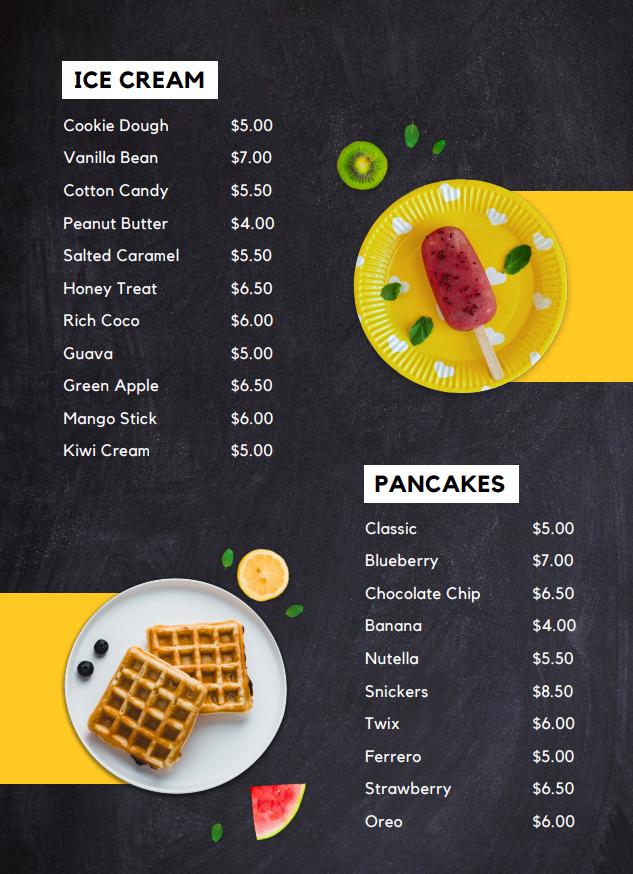 ICE CREAM
Cookie Dough $5.00
Vanilla Bean $7.00
Cotton Candy $5.50
Peanut Butter $4.00
Salted Caramel $5.50
Honey Treat $6.50
Rich Coco $6.00
Guava $5.00
Green Apple $6.50
Mango Stick $6.00
Kiwi Cream $5.00
PANCAKES
Classic $5.00
Blueberry $7.00
Chocolate Chip $6.50
Banana $4.00
Nutella $5.50
Snickers $8.50
Twix $6.00
Ferrero $5.00
Strawberry $6.50
Oreo $6.00